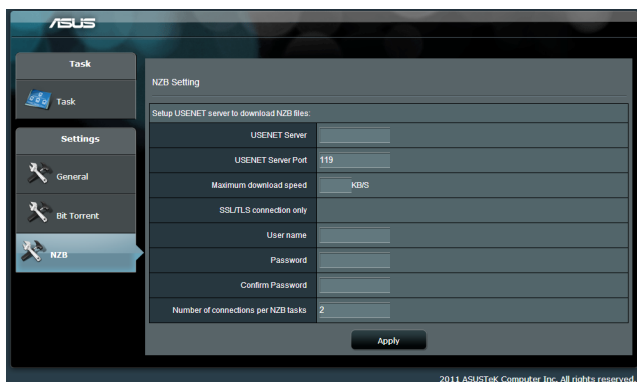 ASUS
Task
Task
Settings
General
Bit Torrent
NZB
NZB Setting
Setup USENET server to download NZB files:
USENET Server
USENET Server Port 119
Maximum download speed KB/S
SSL/TLS connection only
User name
Password
Confirm Password
Number of connections per NZB tasks 2
Apply
2011 ASUSTeK Computer Inc. All rights reserved.